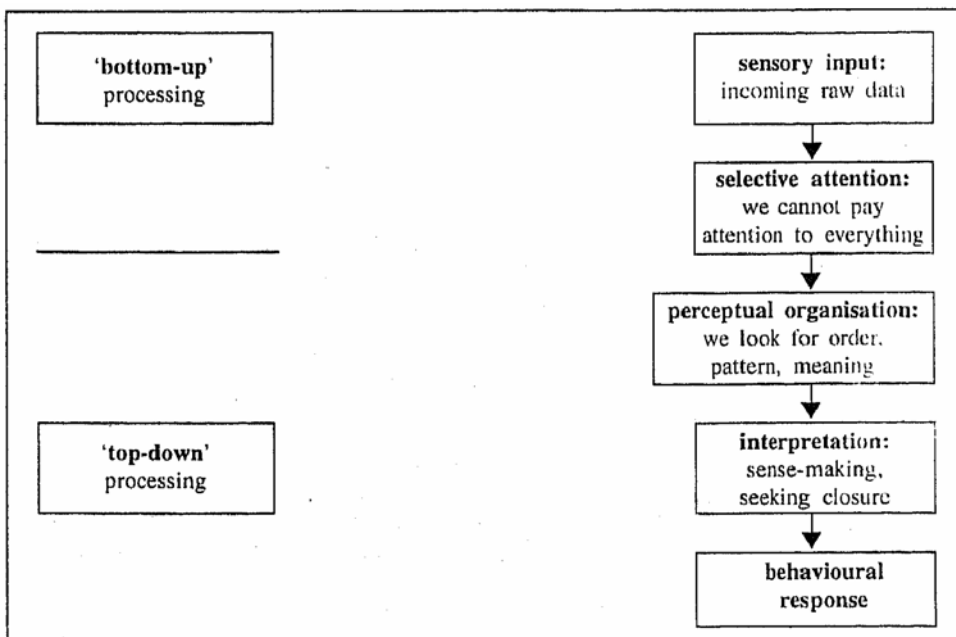 'bottom-up'
processing
sensory input:
incoming raw data
selective attention:
we cannot pay
attention to everything
perceptual organisation:
we look for order,
pattern, meaning
'top-down'
processing
interpretation:
sense-making,
seeking closure
behavioural
response